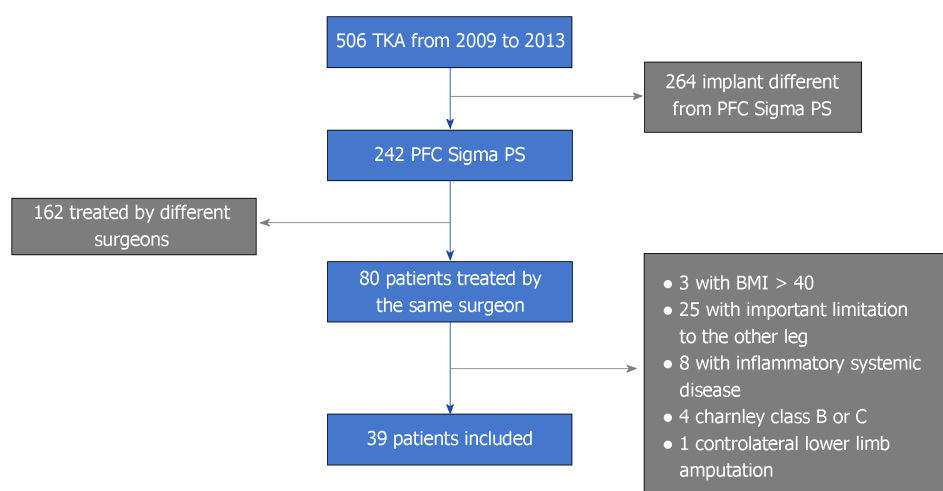 506 TKA from 2009 to 2013
264 implant different
from PFC Sigma PS
242 PFC Sigma PS
162 treated by different
surgeons
80 patients treated by
the same surgeon
● 3 with BMI > 40
● 25 with important limitation
to the other leg
● 8 with inflammatory systemic
disease
● 4 charnley class B or C
● 1 controlateral lower limb
amputation
39 patients included